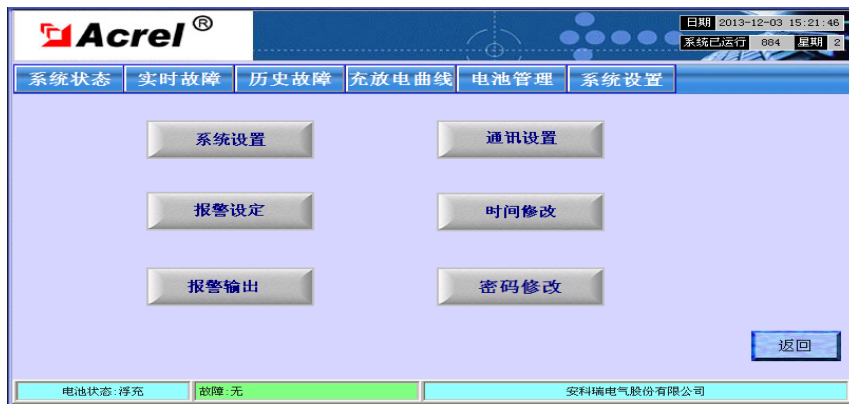 Acrel®
日期 2013-12-03 15:21:46
系统已运行 884 星期 2
系统状态 实时故障 历史故障 充放电曲线 电池管理 系统设置
系统设置 通讯设置
报警设定 时间修改
报警输出 密码修改
返回
电池状态:浮充 故障:无 安科瑞电气股份有限公司